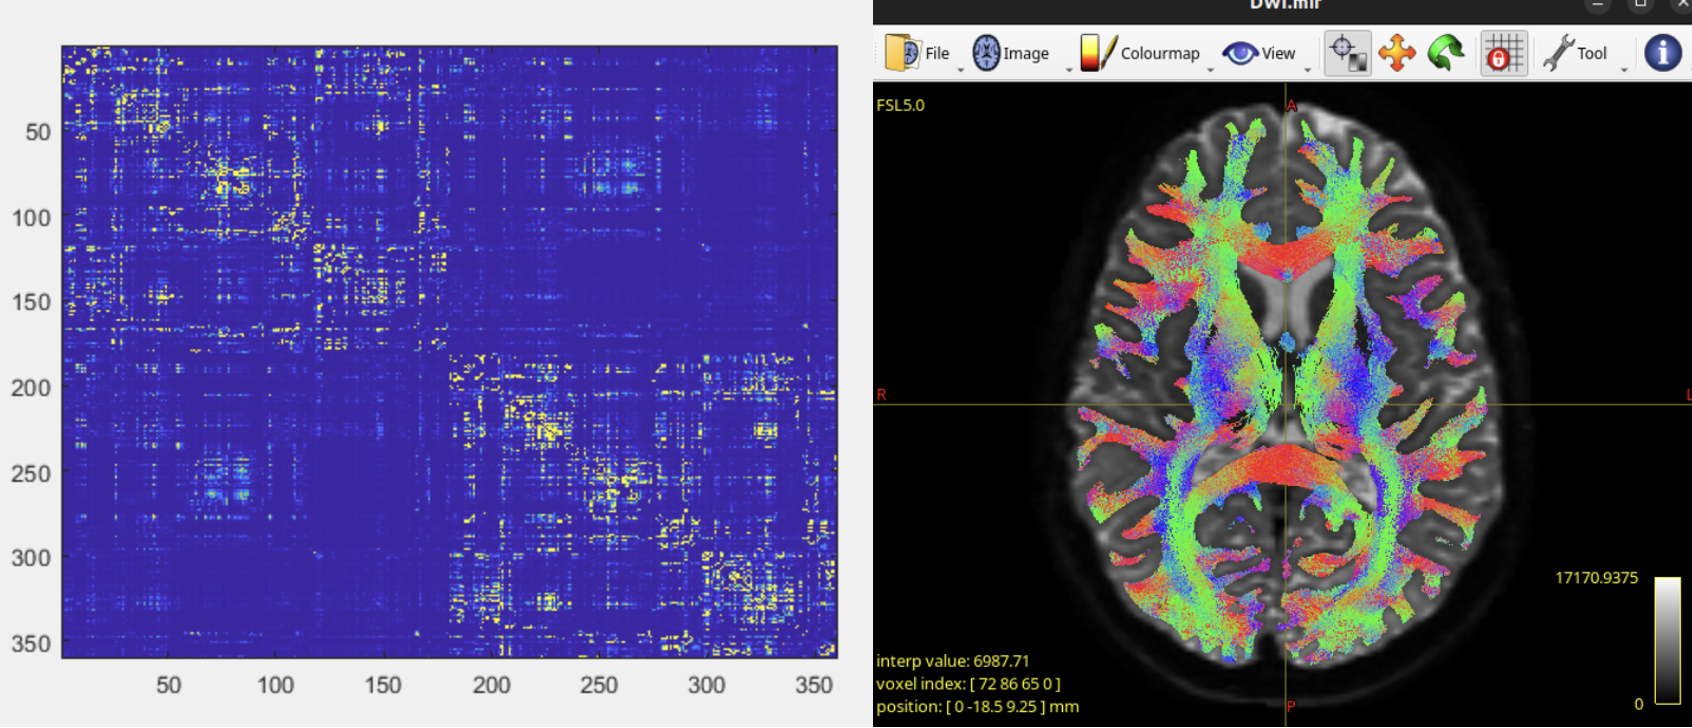 50
100
150
200
250
300
350
50 100 150 200 250 300 350
DWI.mif
File Image Colourmap View Tool
FSL5.0
A
R L
17170.9375
interp value: 6987.71
voxel index: [ 72 86 65 0 ]
position: [ 0 -18.5 9.25 ] mm
0
P